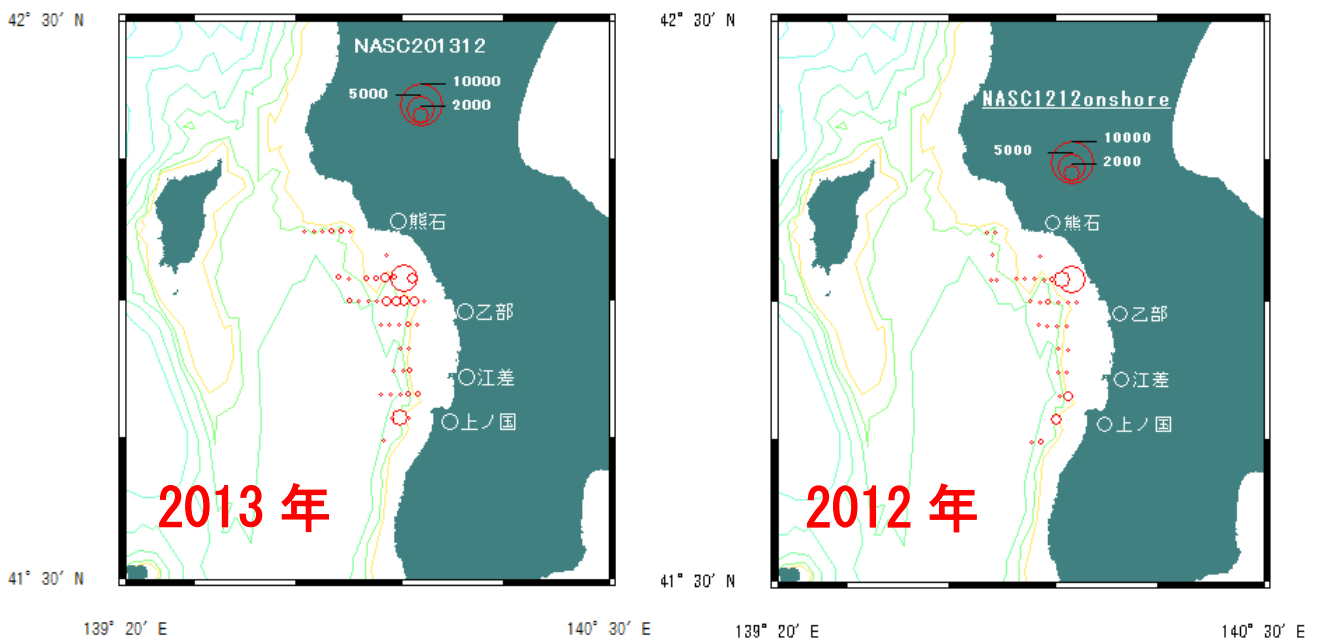 42° 30′ N
NASC201312
10000
5000
2000
○熊石
○乙部
○江差
○上ノ国
2013 年
41° 30′ N
139° 20′ E
140° 30′ E
42° 30′ N
NASC1212onshore
10000
5000
2000
○熊石
○乙部
○江差
○上ノ国
2012 年
41° 30′ N
139° 20′ E
140° 30′ E